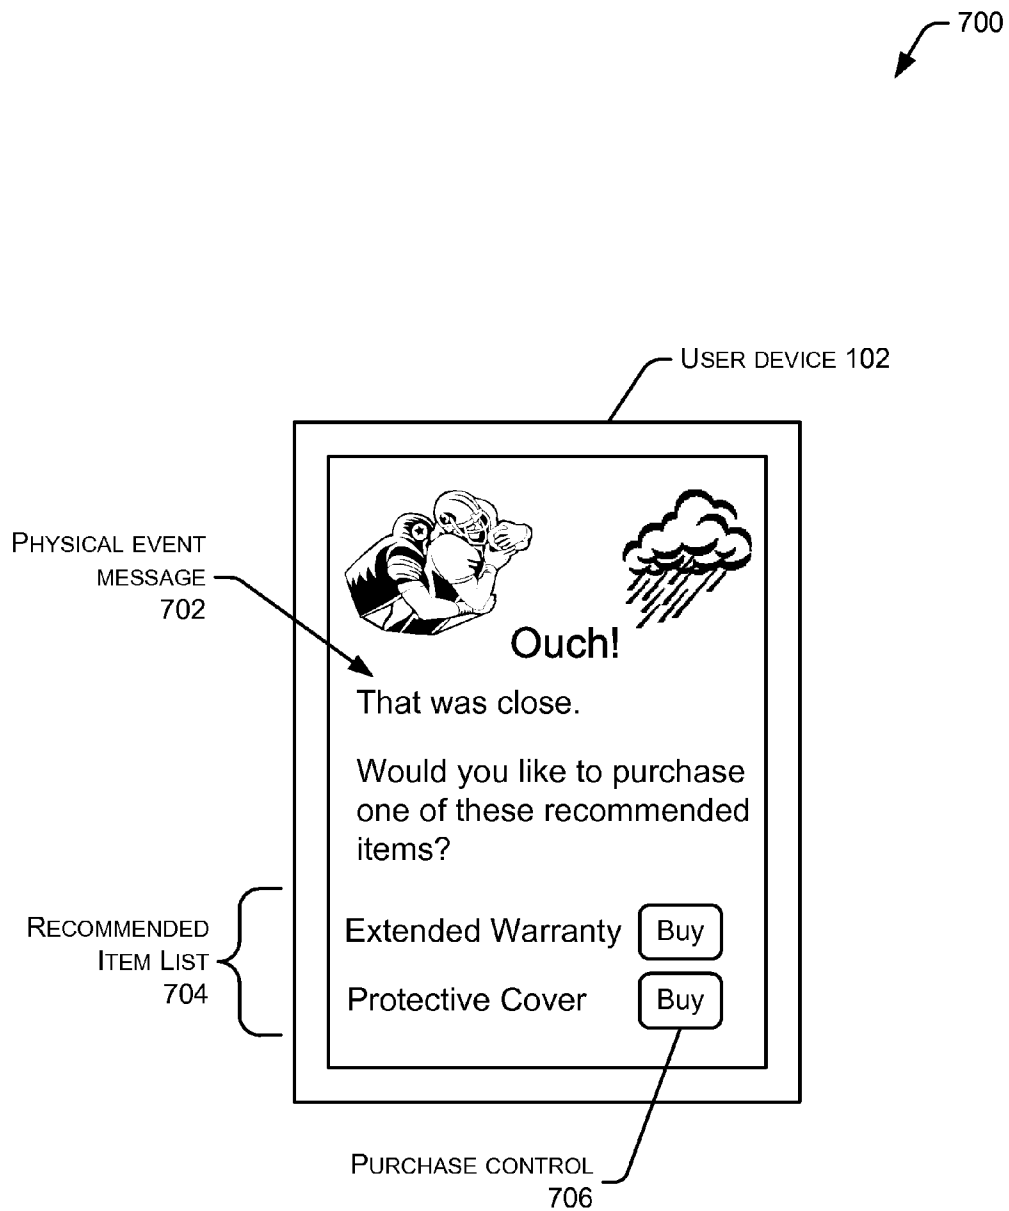 700
USER DEVICE 102
PHYSICAL EVENT
MESSAGE
702
Ouch!
That was close.
Would you like to purchase
one of these recommended
items?
RECOMMENDED
ITEM LIST
704
Extended Warranty Buy
Protective Cover Buy
PURCHASE CONTROL
706